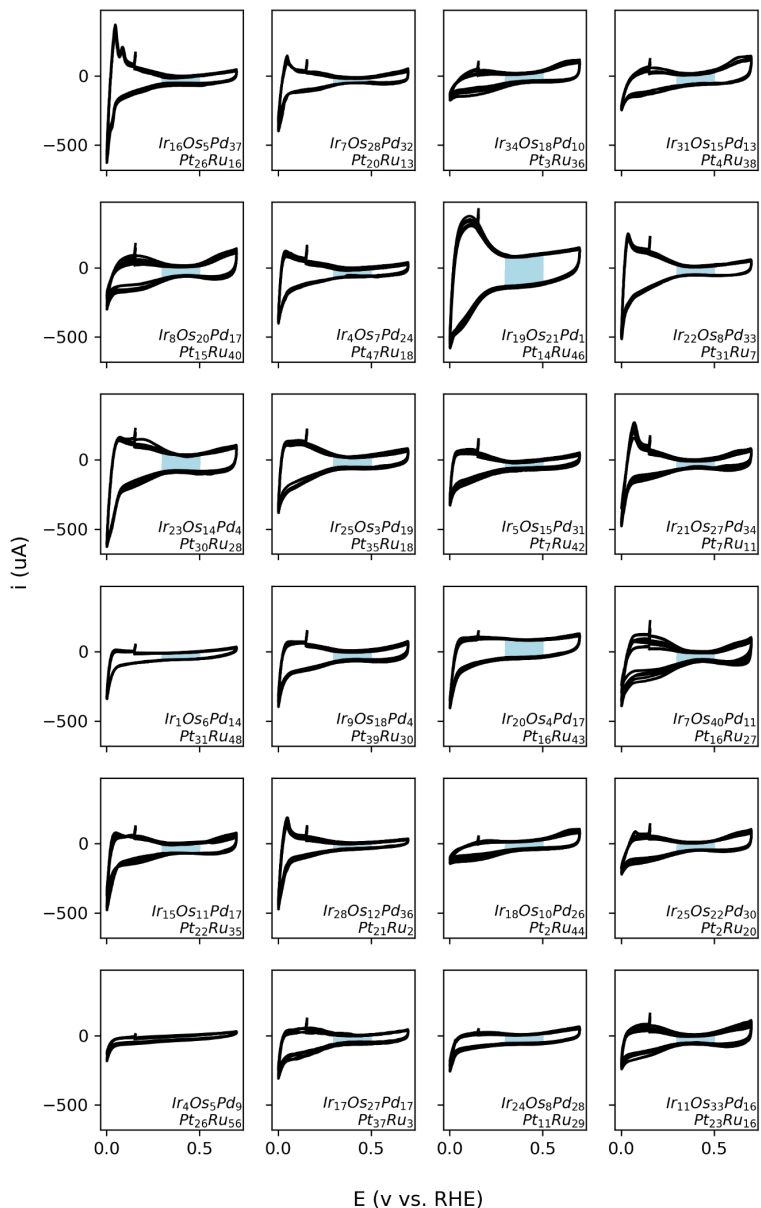 0
−500
Ir16Os5Pd37
Pt26Ru16
Ir7Os28Pd32
Pt20Ru13
Ir34Os18Pd10
Pt3Ru36
Ir31Os15Pd13
Pt4Ru38
0
−500
Ir8Os20Pd17
Pt15Ru40
Ir4Os7Pd24
Pt47Ru18
Ir19Os21Pd1
Pt14Ru46
Ir22Os8Pd33
Pt31Ru7
0
−500
Ir23Os14Pd4
Pt30Ru28
Ir25Os3Pd19
Pt35Ru18
Ir5Os15Pd31
Pt7Ru42
Ir21Os27Pd34
Pt7Ru11
i (uA)
0
−500
Ir1Os6Pd14
Pt31Ru48
Ir9Os18Pd4
Pt39Ru30
Ir20Os4Pd17
Pt16Ru43
Ir7Os40Pd11
Pt16Ru27
0
−500
Ir15Os11Pd17
Pt22Ru35
Ir28Os12Pd36
Pt21Ru2
Ir18Os10Pd26
Pt2Ru44
Ir25Os22Pd30
Pt2Ru20
0
−500
Ir4Os5Pd9
Pt26Ru56
Ir17Os27Pd17
Pt37Ru3
Ir24Os8Pd28
Pt11Ru29
Ir11Os33Pd16
Pt23Ru16
0.0 0.5 0.0 0.5 0.0 0.5 0.0 0.5
E (v vs. RHE)